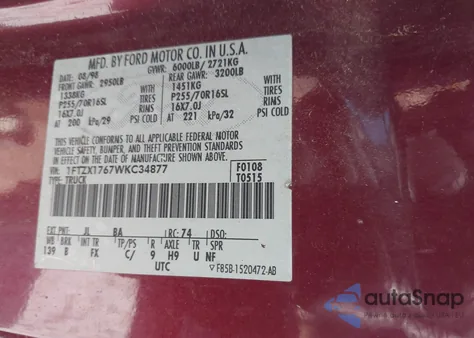 MFD. BY FORD MOTOR CO. IN U.S.A.
DATE: 08/98 GVWR: 6000LB/ 2721KG
FRONT GAWR: 2950LB REAR GAWR: 3200LB
1338KG WITH 1451KG WITH
P255/70R16SL TIRES P255/70R16SL TIRES
16X7.0J RIMS 16X7.0J RIMS
AT 200 kPa/29 PSI COLD AT 221 kPa/32 PSI COLD
THIS VEHICLE CONFORMS TO ALL APPLICABLE FEDERAL MOTOR
VEHICLE SAFETY, BUMPER, AND THEFT PREVENTION STANDARDS IN
EFFECT ON THE DATE OF MANUFACTURE SHOWN ABOVE.
VIN: 1FTZX1767WKC34877 F0108
TYPE: TRUCK T0515
EXT PNT: JL BA RC: 74 DSO:
WB BRK INT TR TP/PS R AXLE TR SPR
139 B FX C/ 9 H9 U NF
UTC F85B-1520472-AB
autoSnap